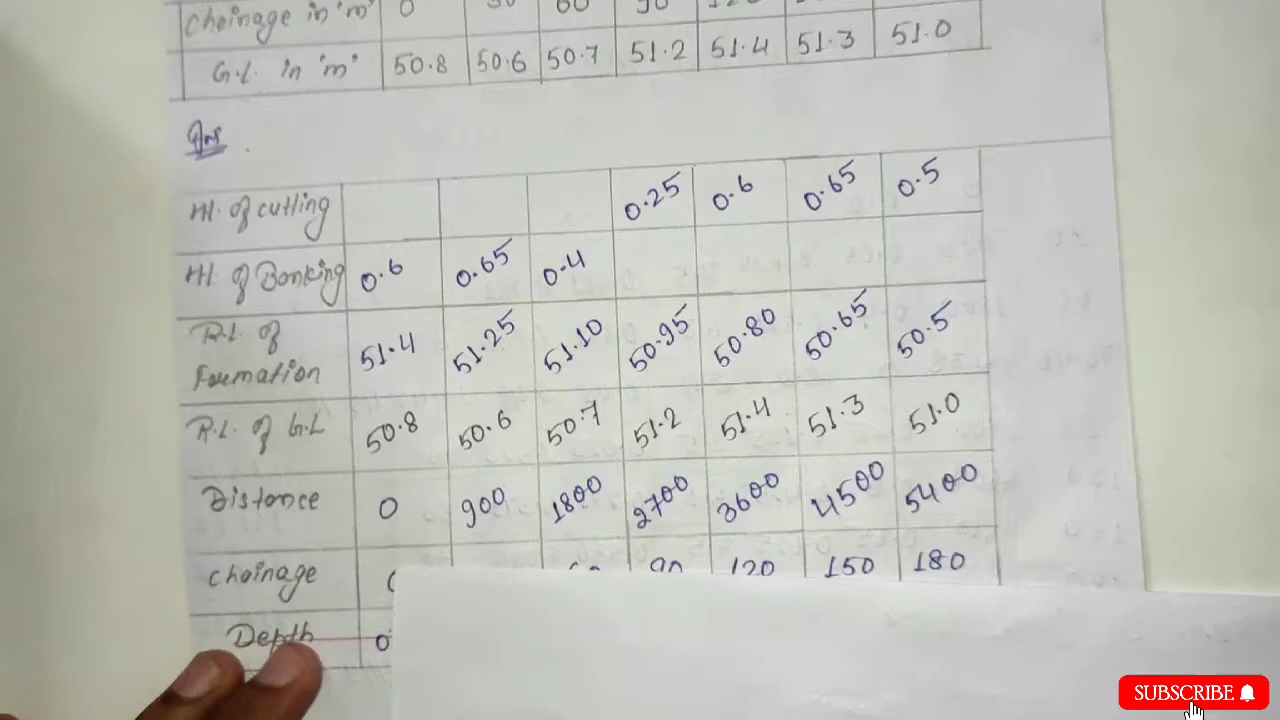 Chainage in 'm' 0 90
G.L. in 'm' 50.8 50.6 50.7 51.2 51.4 51.3 51.0
Ans
Ht. of cutting 0.25 0.6 0.65 0.5
Ht. of Banking 0.6 0.65 0.4
R.L. of Formation 51.4 51.25 51.10 50.95 50.80 50.65 50.5
R.L. of G.L 50.8 50.6 50.7 51.2 51.4 51.3 51.0
Distance 0 900 1800 2700 3600 4500 5400
Chainage 90 120 150 180
Depth 0
SUBSCRIBE